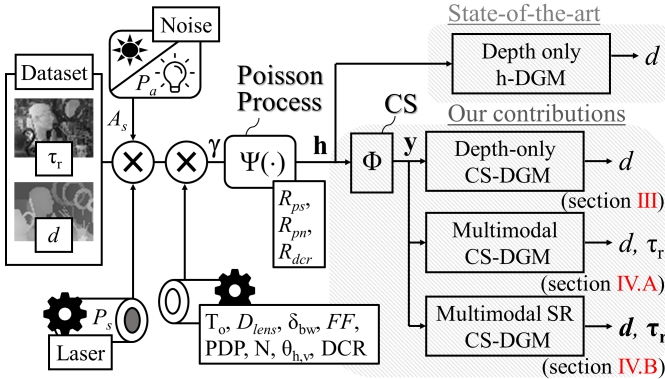 State-of-the-art
Noise
P_a
Dataset
τ_r
d
A_s
Poisson
Process
γ
Ψ(·)
h
R_ps,
R_pn,
R_dcr
CS
Φ
y
Depth only
h-DGM
d
Our contributions
Depth-only
CS-DGM
d
(section III)
Multimodal
CS-DGM
d, τ_r
(section IV.A)
Multimodal SR
CS-DGM
d, τ_r
(section IV.B)
P_s
Laser
T_o, D_lens, δ_bw, FF,
PDP, N, θ_h,v, DCR